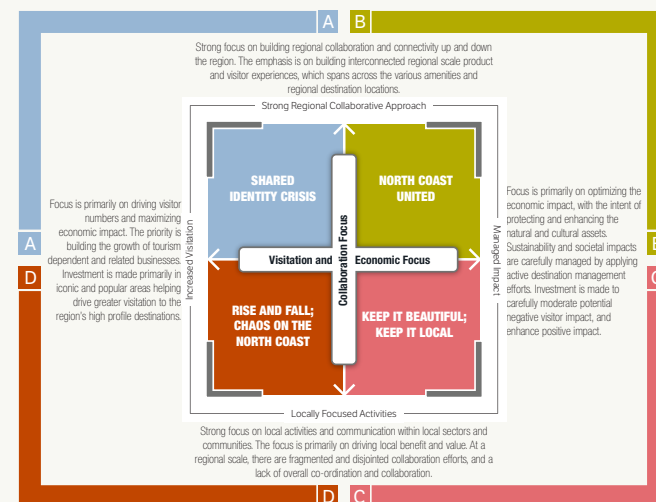 A B
Strong focus on building regional collaboration and connectivity up and down
the region. The emphasis is on building interconnected regional scale product
and visitor experiences, which spans across the various amenities and
regional destination locations.
Strong Regional Collaborative Approach
SHARED
IDENTITY CRISIS
NORTH COAST
UNITED
Focus is primarily on driving visitor
numbers and maximizing
economic impact. The priority is
building the growth of tourism
dependent and related businesses.
Investment is made primarily in
iconic and popular areas helping
drive greater visitation to the
region's high profile destinations.
A
D
Increased Visitation
Visitation and Economic Focus
Collaboration Focus
Managed Impact
Focus is primarily on optimizing the
economic impact, with the intent of
protecting and enhancing the
natural and cultural assets.
Sustainability and societal impacts
are carefully managed by applying
active destination management
efforts. Investment is made to
carefully moderate potential
negative visitor impact, and
enhance positive impact.
B
C
RISE AND FALL;
CHAOS ON THE
NORTH COAST
KEEP IT BEAUTIFUL;
KEEP IT LOCAL
Locally Focused Activities
Strong focus on local activities and communication within local sectors and
communities. The focus is primarily on driving local benefit and value. At a
regional scale, there are fragmented and disjointed collaboration efforts, and a
lack of overall co-ordination and collaboration.
D C